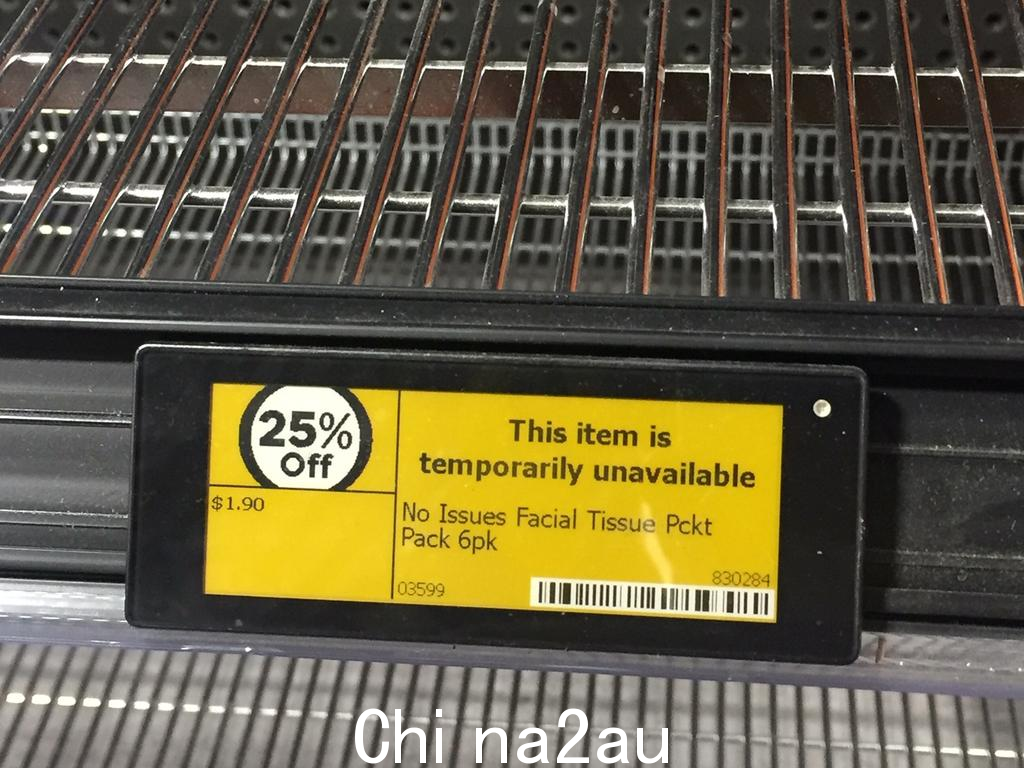 25%
Off
$1.90
This item is
temporarily unavailable
No Issues Facial Tissue Pckt
Pack 6pk
03599
830284
Chi na2au